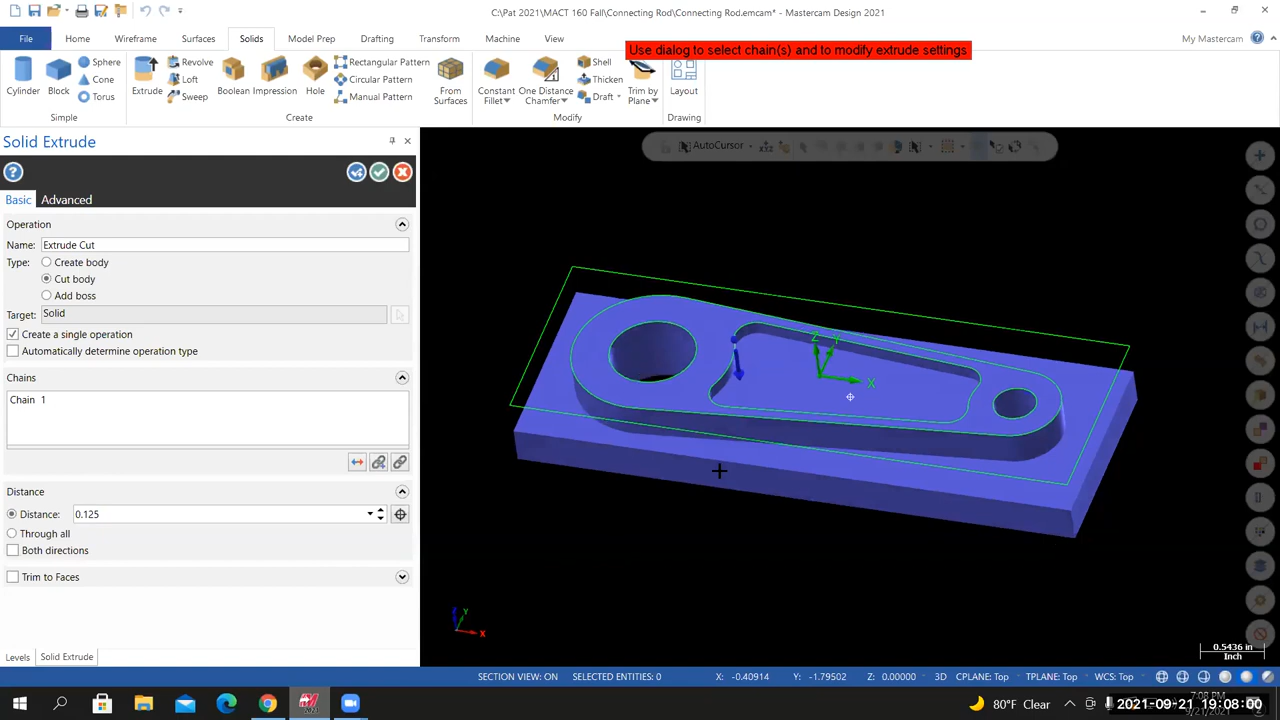 C:\Pat 2021\MACT 160 Fall\Connecting Rod\Connecting Rod.emcam* - Mastercam Design 2021
File Home Wireframe Surfaces Solids Model Prep Drafting Transform Machine View My Mastercam
Use dialog to select chain(s) and to modify extrude settings
Cylinder Block Sphere Cone Torus
Simple
Extrude Revolve Loft Sweep Boolean Impression Hole Rectangular Pattern Circular Pattern Manual Pattern From Surfaces
Create
Constant Fillet One Distance Chamfer Shell Thicken Draft Trim by Plane
Modify
Layout
Drawing
Solid Extrude
AutoCursor
Basic Advanced
Operation
Name: Extrude Cut
Type: Create body
Cut body
Add boss
Target: Solid
Create a single operation
Automatically determine operation type
Chains
Chain 1
Distance
Distance: 0.125
Through all
Both directions
Trim to Faces
Z
Y
X
Z
Y
X
0.5436 in
Inch
Levels Solid Extrude
SECTION VIEW: ON SELECTED ENTITIES: 0 X: -0.40914 Y: -1.79502 Z: 0.00000 3D CPLANE: Top TPLANE: Top WCS: Top
80°F Clear
7:08 PM
2021-09-21 19:08:00
9/21/2021